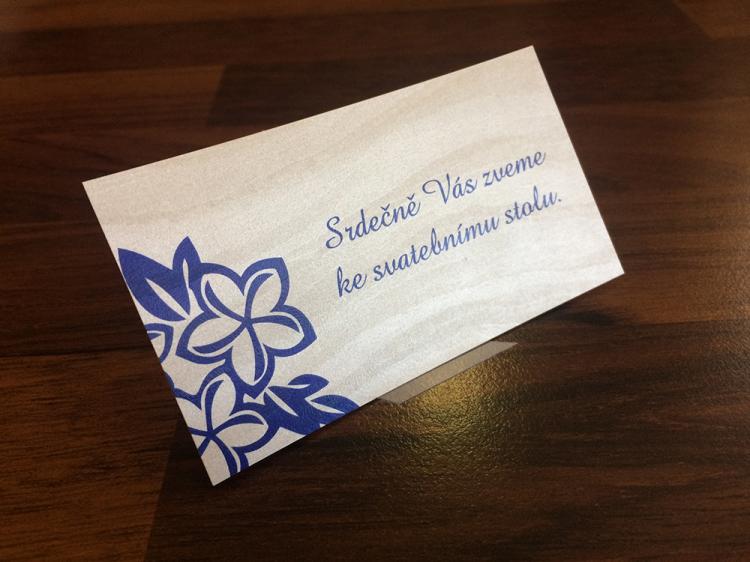 Srdečně Vás zveme
ke svatebnímu stolu.